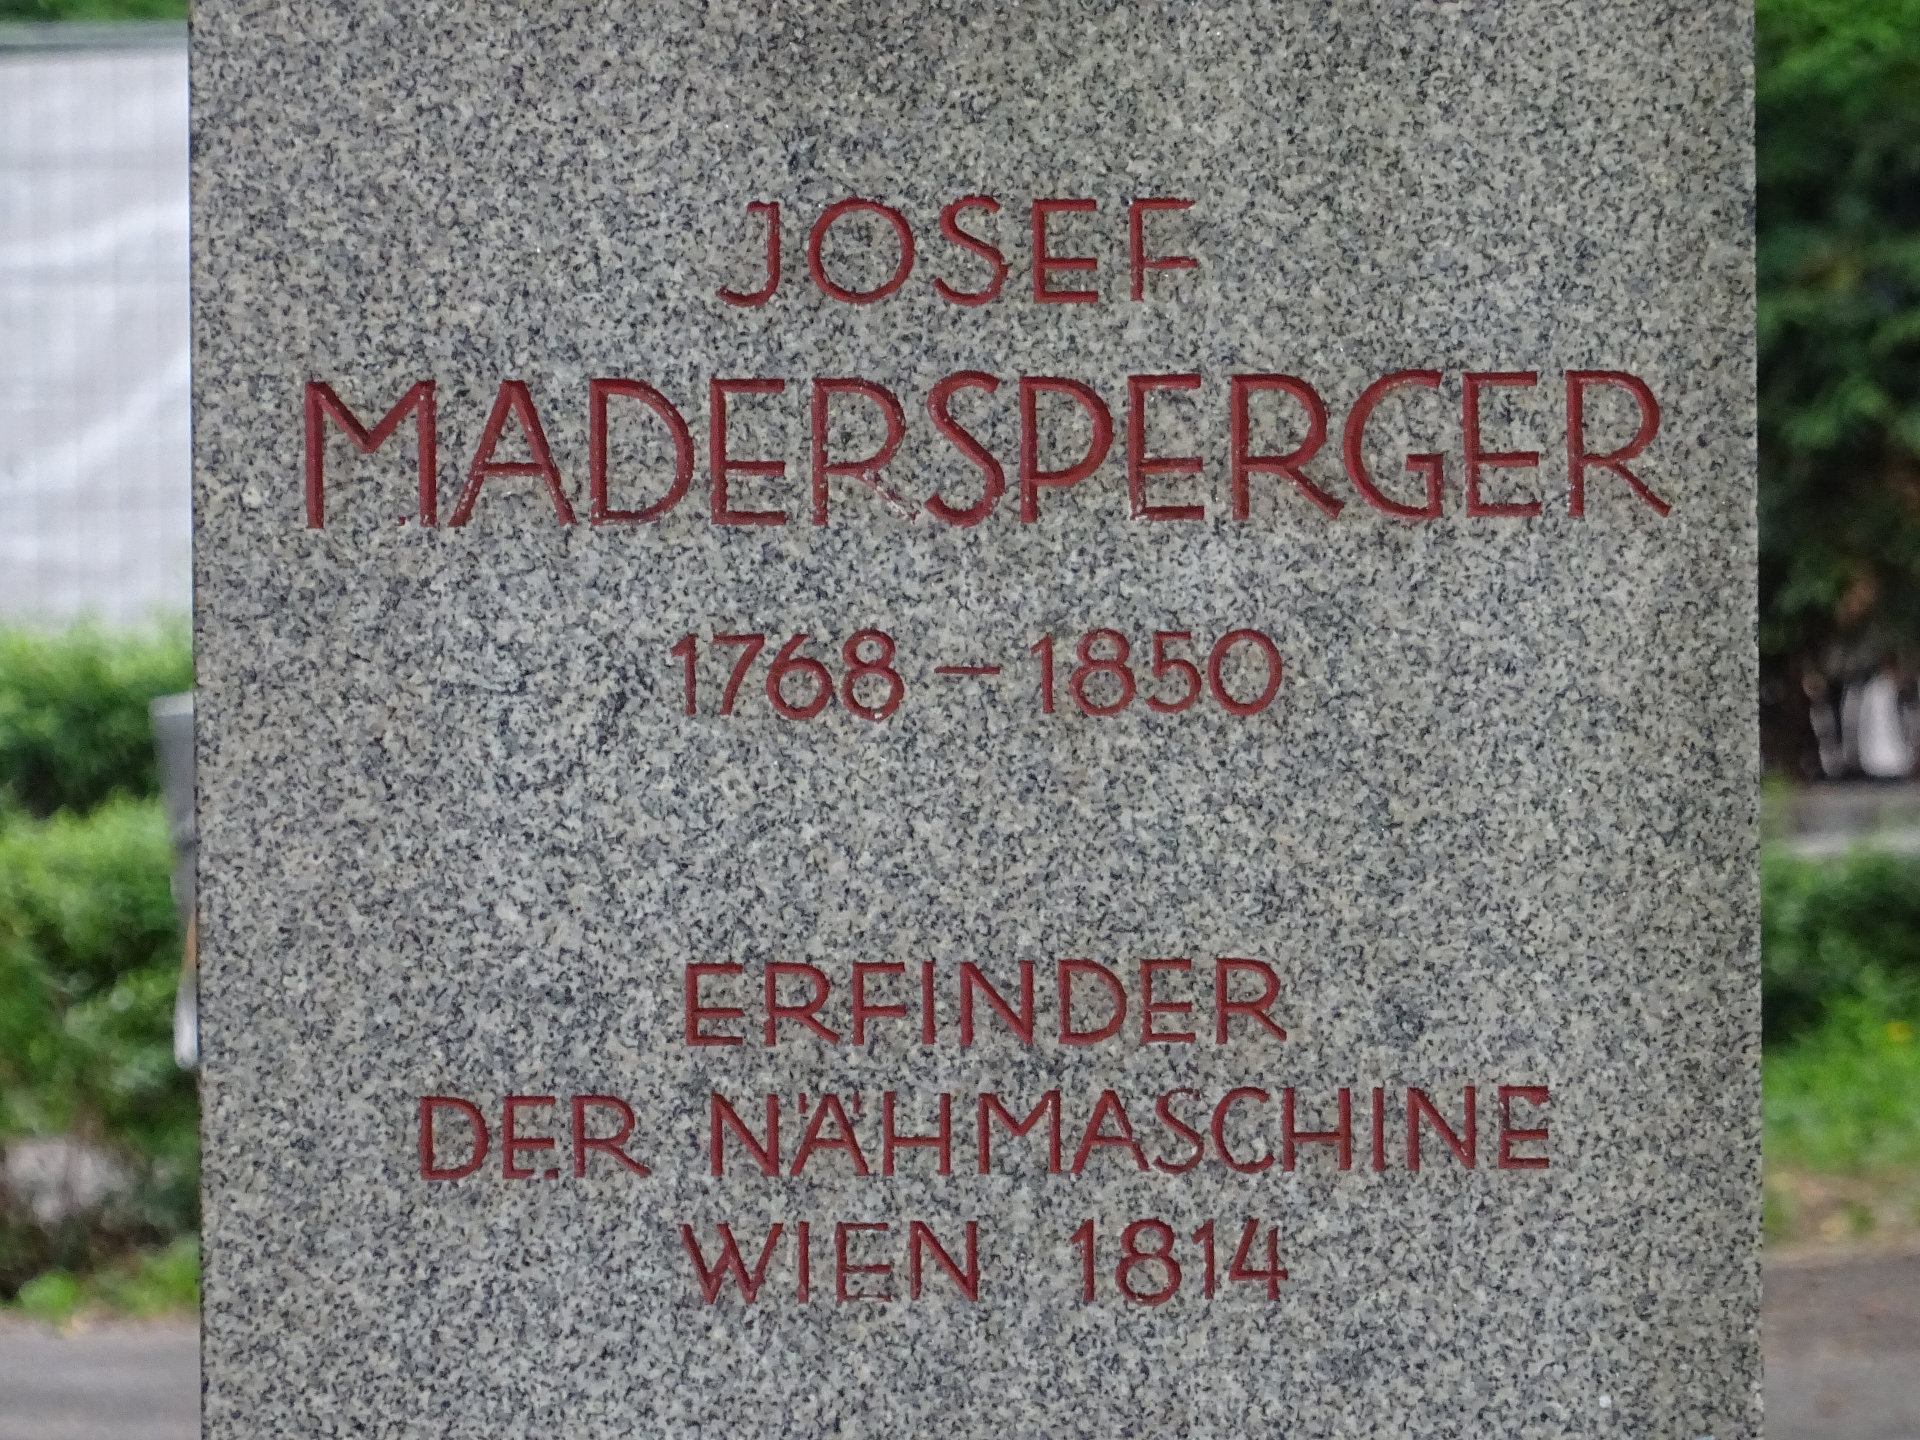 JOSEF
MADERSPERGER
1768 – 1850
ERFINDER
DER NÄHMASCHINE
WIEN 1814